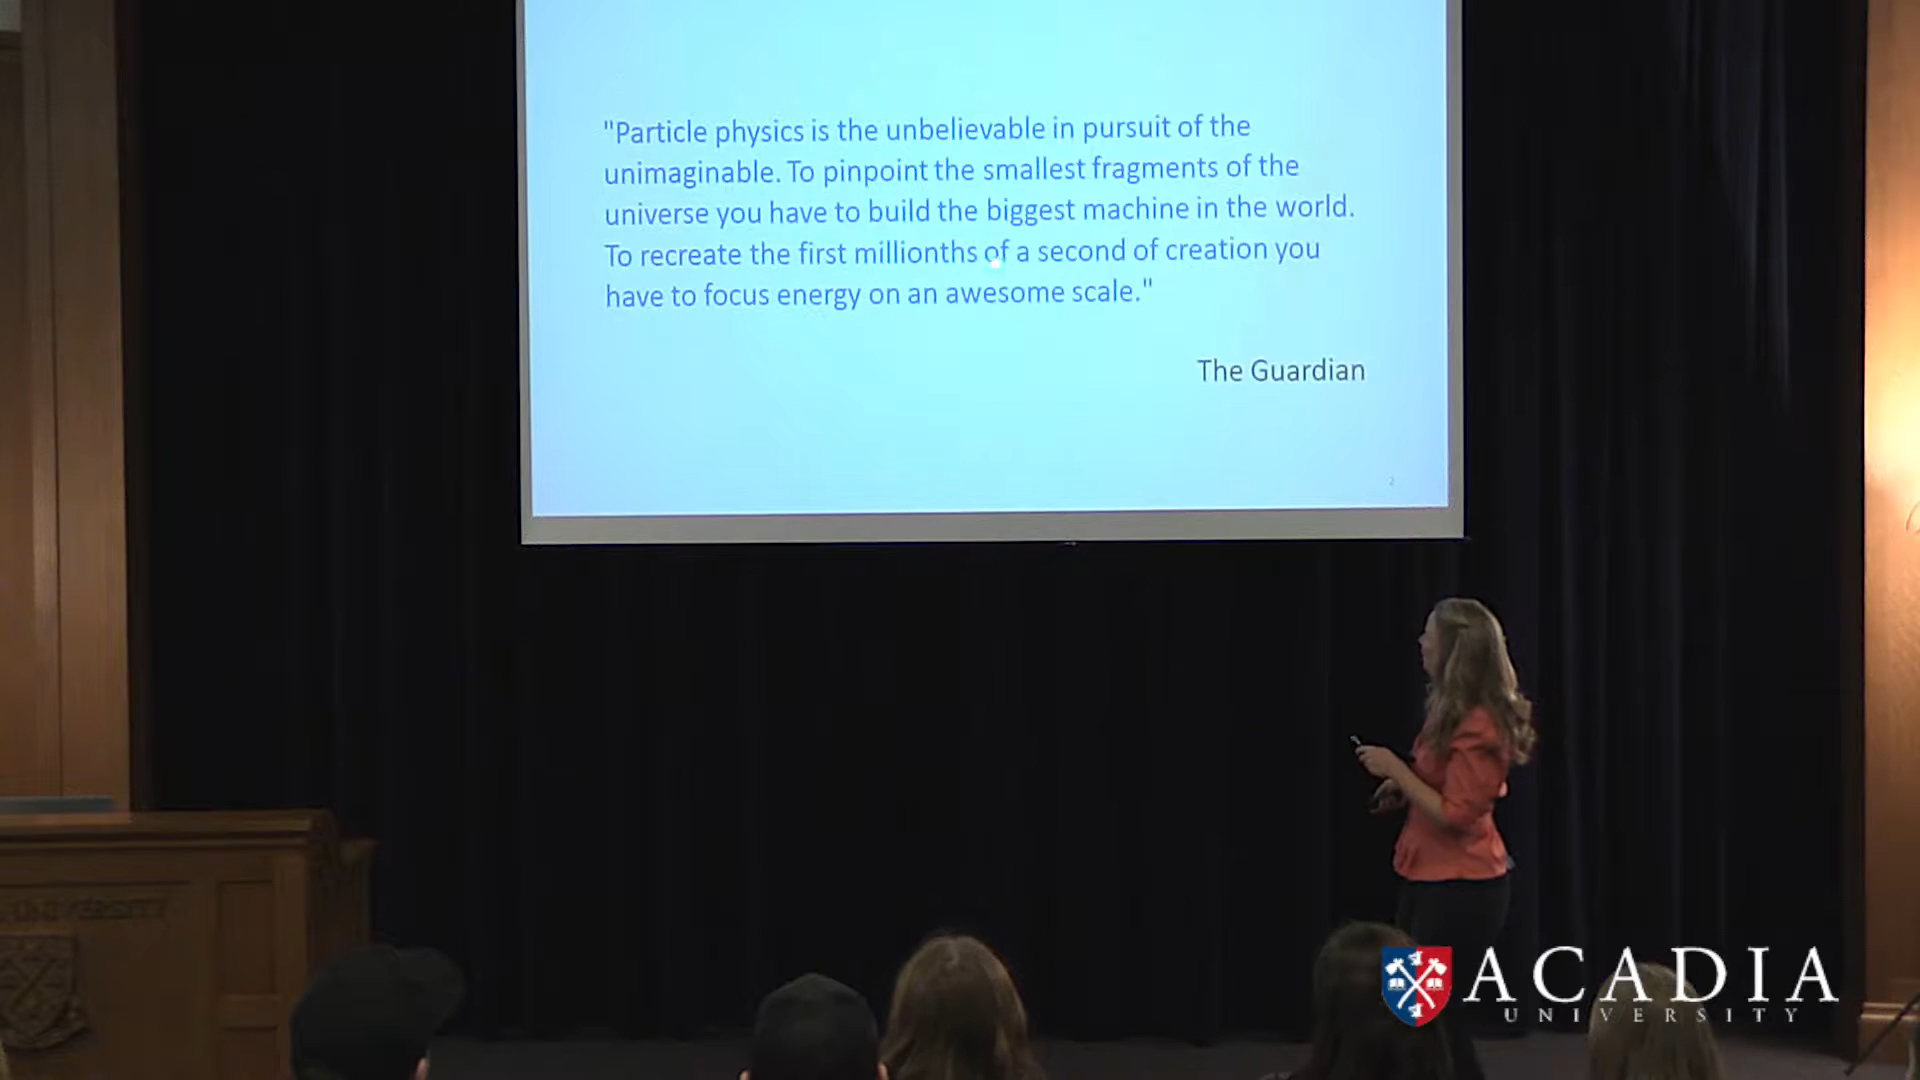 "Particle physics is the unbelievable in pursuit of the
unimaginable. To pinpoint the smallest fragments of the
universe you have to build the biggest machine in the world.
To recreate the first millionths of a second of creation you
have to focus energy on an awesome scale."
The Guardian
2
UNIVERSITY
ACADIA
UNIVERSITY